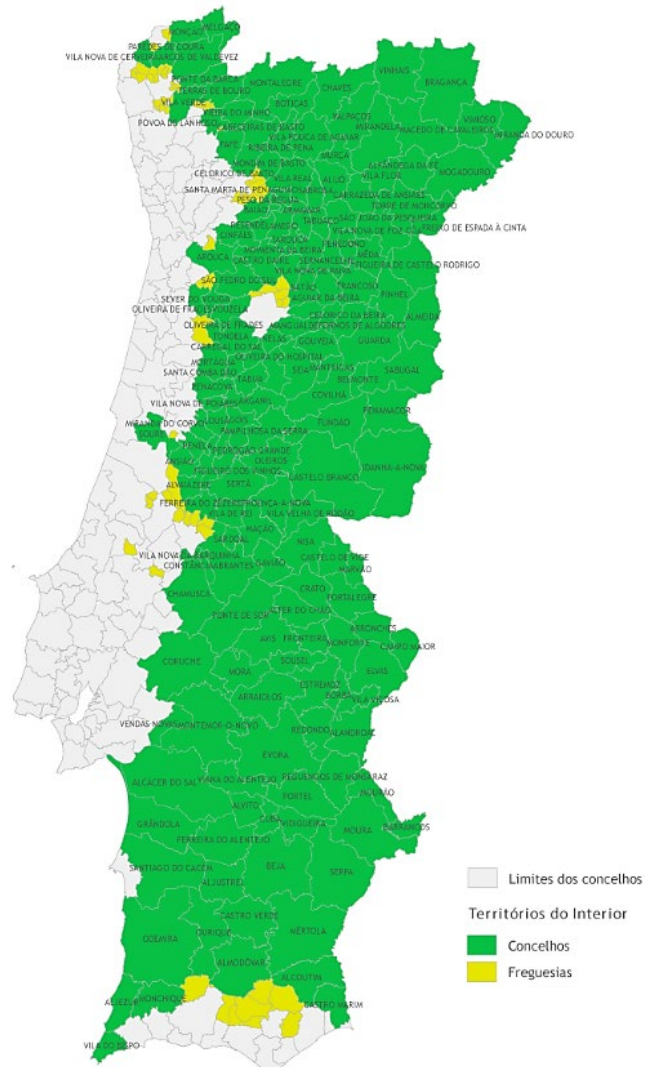 MONÇÃO
MELGAÇO
PAREDES DE COURA
VILA NOVA DE CERVEIRA
ARCOS DE VALDEVEZ
PONTE DA BARCA
TERRAS DE BOURO
VILA VERDE
VIEIRA DO MINHO
PÓVOA DE LANHOSO
CABECEIRAS DE BASTO
FAFE
MONTALEGRE
CHAVES
VINHAIS
BRAGANÇA
BOTICAS
VALPAÇOS
VIMIOSO
MIRANDELA
MACEDO DE CAVALEIROS
MIRANDA DO DOURO
VILA POUCA DE AGUIAR
RIBEIRA DE PENA
MURÇA
MONDIM DE BASTO
ALFÂNDEGA DA FÉ
MOGADOURO
CELORICO DE BASTO
VILA REAL
ALIJÓ
VILA FLOR
SANTA MARTA DE PENAGUIÃO
SABROSA
CARRAZEDA DE ANSIÃES
PESO DA RÉGUA
TORRE DE MONCORVO
BAIÃO
ARMAMAR
TABUAÇO
SÃO JOÃO DA PESQUEIRA
RESENDE
LAMEGO
VILA NOVA DE FOZ CÔA
FREIXO DE ESPADA À CINTA
CINFÃES
TAROUCA
PENEDONO
AROUCA
MOIMENTA DA BEIRA
CASTRO DAIRE
SERNANCELHE
MÊDA
FIGUEIRA DE CASTELO RODRIGO
VILA NOVA DE PAIVA
SÃO PEDRO DO SUL
SÁTÃO
TRANCOSO
AGUIAR DA BEIRA
PINHEL
SEVER DO VOUGA
OLIVEIRA DE FRADES
VOUZELA
CELORICO DA BEIRA
ALMEIDA
OLIVEIRA DE FRADES
MANGUALDE
FORNOS DE ALGODRES
TONDELA
NELAS
GOUVEIA
GUARDA
CARREGAL DO SAL
MORTÁGUA
OLIVEIRA DO HOSPITAL
SANTA COMBA DÃO
TÁBUA
SEIA
MANTEIGAS
SABUGAL
PENACOVA
BELMONTE
VILA NOVA DE POIARES
ARGANIL
COVILHÃ
PENAMACOR
MIRANDA DO CORVO
LOUSÃ
GÓIS
FUNDÃO
SOURE
PAMPILHOSA DA SERRA
PENELA
PEDRÓGÃO GRANDE
ANSIÃO
OLEIROS
IDANHA-A-NOVA
FIGUEIRÓ DOS VINHOS
CASTELO BRANCO
ALVAIÁZERE
SERTÃ
FERREIRA DO ZÊZERE
PROENÇA-A-NOVA
VILA DE REI
VILA VELHA DE RÓDÃO
MAÇÃO
SARDOAL
NISA
VILA NOVA DA BARQUINHA
CASTELO DE VIDE
CONSTÂNCIA
ABRANTES
GAVIÃO
MARVÃO
CRATO
CHAMUSCA
PORTALEGRE
PONTE DE SOR
ALTER DO CHÃO
ARRONCHES
AVIS
FRONTEIRA
MONFORTE
CAMPO MAIOR
CORUCHE
SOUSEL
MORA
ELVAS
ESTREMOZ
ARRAIOLOS
BORBA
VILA VIÇOSA
VENDAS NOVAS
MONTEMOR-O-NOVO
REDONDO
ALANDROAL
ÉVORA
ALCÁCER DO SAL
VIANA DO ALENTEJO
REGUENGOS DE MONSARAZ
PORTEL
MOURÃO
ALVITO
GRÂNDOLA
CUBA
VIDIGUEIRA
MOURA
BARRANCOS
FERREIRA DO ALENTEJO
SANTIAGO DO CACÉM
BEJA
SERPA
ALJUSTREL
CASTRO VERDE
ODEMIRA
OURIQUE
MÉRTOLA
ALMODÔVAR
ALCOUTIM
ALJEZUR
MONCHIQUE
CASTRO MARIM
VILA DO BISPO
Limites dos concelhos
Territórios do Interior
Concelhos
Freguesias